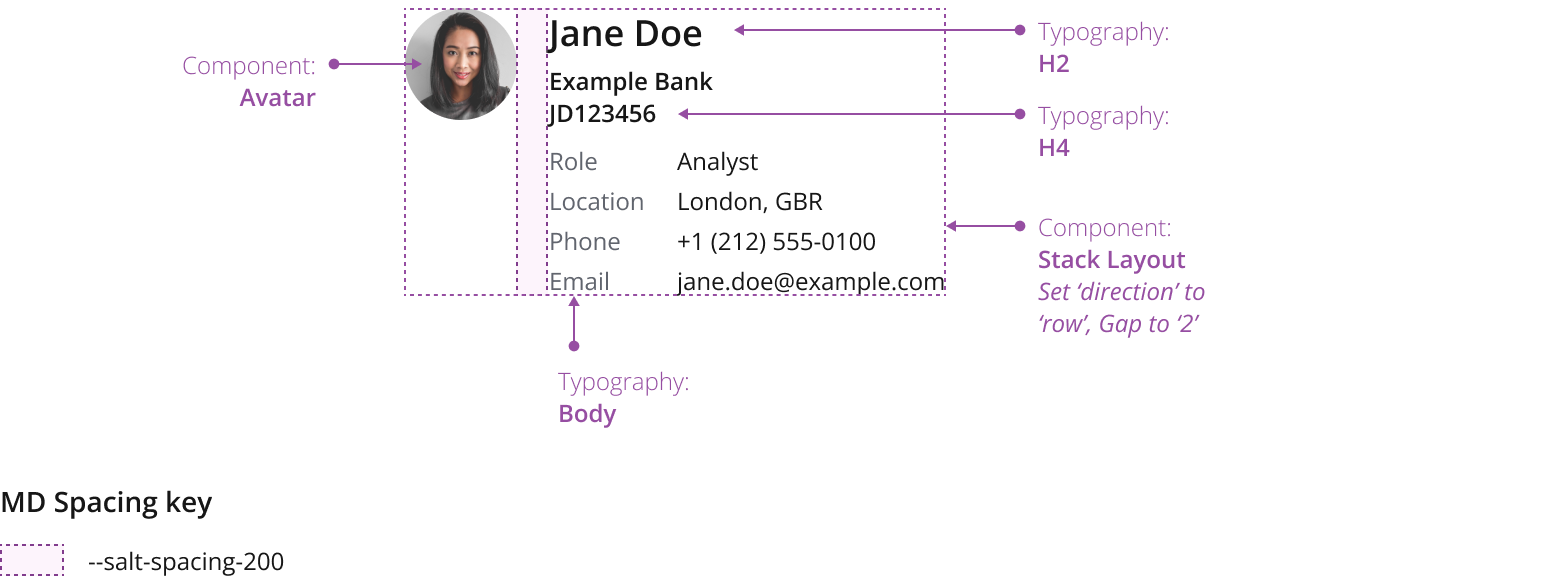 Component:
Avatar
Jane Doe
Example Bank
JD123456
Role Analyst
Location London, GBR
Phone +1 (212) 555-0100
Email jane.doe@example.com
Typography:
H2
Typography:
H4
Component:
Stack Layout
Set ‘direction’ to
‘row’, Gap to ‘2’
Typography:
Body
MD Spacing key
--salt-spacing-200